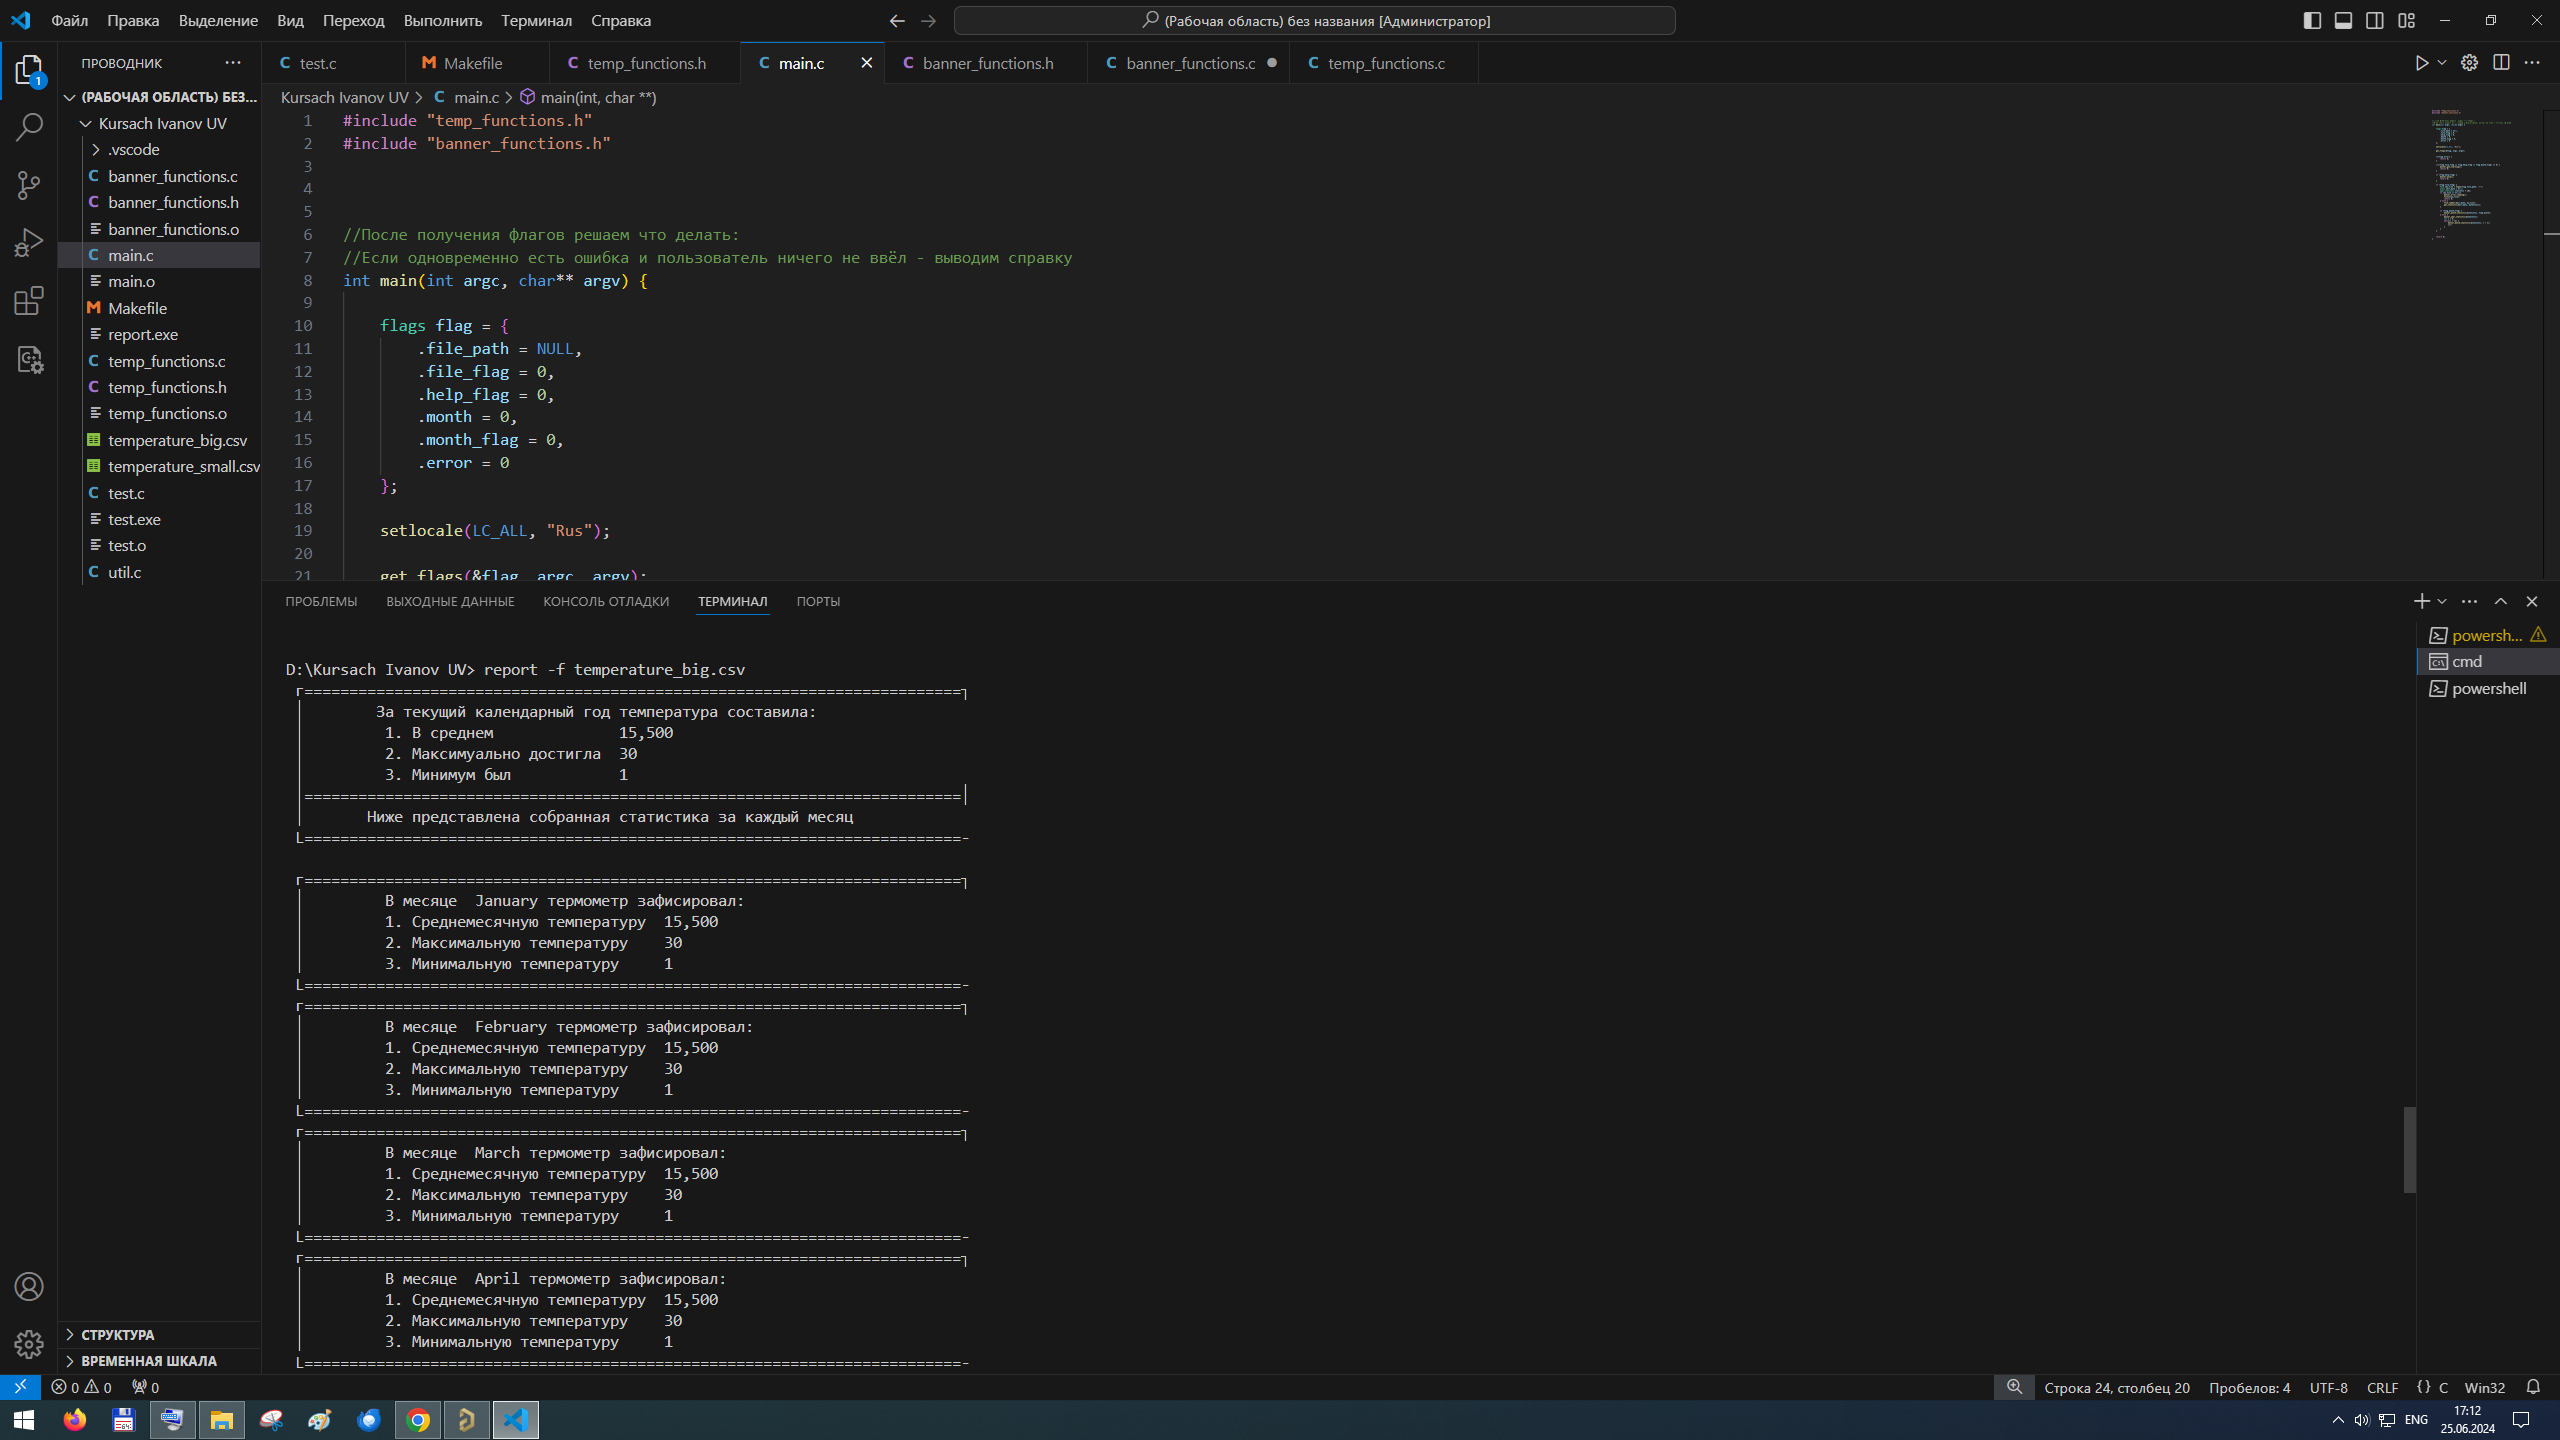 Файл Правка Выделение Вид Переход Выполнить Терминал Справка
(Рабочая область) без названия [Администратор]
ПРОВОДНИК
test.c Makefile temp_functions.h main.c banner_functions.h banner_functions.c temp_functions.c
(РАБОЧАЯ ОБЛАСТЬ) БЕЗ...
Kursach Ivanov UV
.vscode
banner_functions.c
banner_functions.h
banner_functions.o
main.c
main.o
Makefile
report.exe
temp_functions.c
temp_functions.h
temp_functions.o
temperature_big.csv
temperature_small.csv
test.c
test.exe
test.o
util.c
СТРУКТУРА
ВРЕМЕННАЯ ШКАЛА
Kursach Ivanov UV > main.c > main(int, char **)
1 #include "temp_functions.h"
2 #include "banner_functions.h"
3
4
5
6 //После получения флагов решаем что делать:
7 //Если одновременно есть ошибка и пользователь ничего не ввёл - выводим справку
8 int main(int argc, char** argv) {
9
10 flags flag = {
11 .file_path = NULL,
12 .file_flag = 0,
13 .help_flag = 0,
14 .month = 0,
15 .month_flag = 0,
16 .error = 0
17 };
18
19 setlocale(LC_ALL, "Rus");
20
21 get_flags(&flag, argc, argv);
ПРОБЛЕМЫ ВЫХОДНЫЕ ДАННЫЕ КОНСОЛЬ ОТЛАДКИ ТЕРМИНАЛ ПОРТЫ
powersh...
cmd
powershell
D:\Kursach Ivanov UV> report -f temperature_big.csv
За текущий календарный год температура составила:
1. В среднем 15,500
2. Максимуально достигла 30
3. Минимум был 1
Ниже представлена собранная статистика за каждый месяц
В месяце January термометр зафисировал:
1. Среднемесячную температуру 15,500
2. Максимальную температуру 30
3. Минимальную температуру 1
В месяце February термометр зафисировал:
1. Среднемесячную температуру 15,500
2. Максимальную температуру 30
3. Минимальную температуру 1
В месяце March термометр зафисировал:
1. Среднемесячную температуру 15,500
2. Максимальную температуру 30
3. Минимальную температуру 1
В месяце April термометр зафисировал:
1. Среднемесячную температуру 15,500
2. Максимальную температуру 30
3. Минимальную температуру 1
0 0 0
Строка 24, столбец 20 Пробелов: 4 UTF-8 CRLF {} C Win32
ENG
17:12
25.06.2024